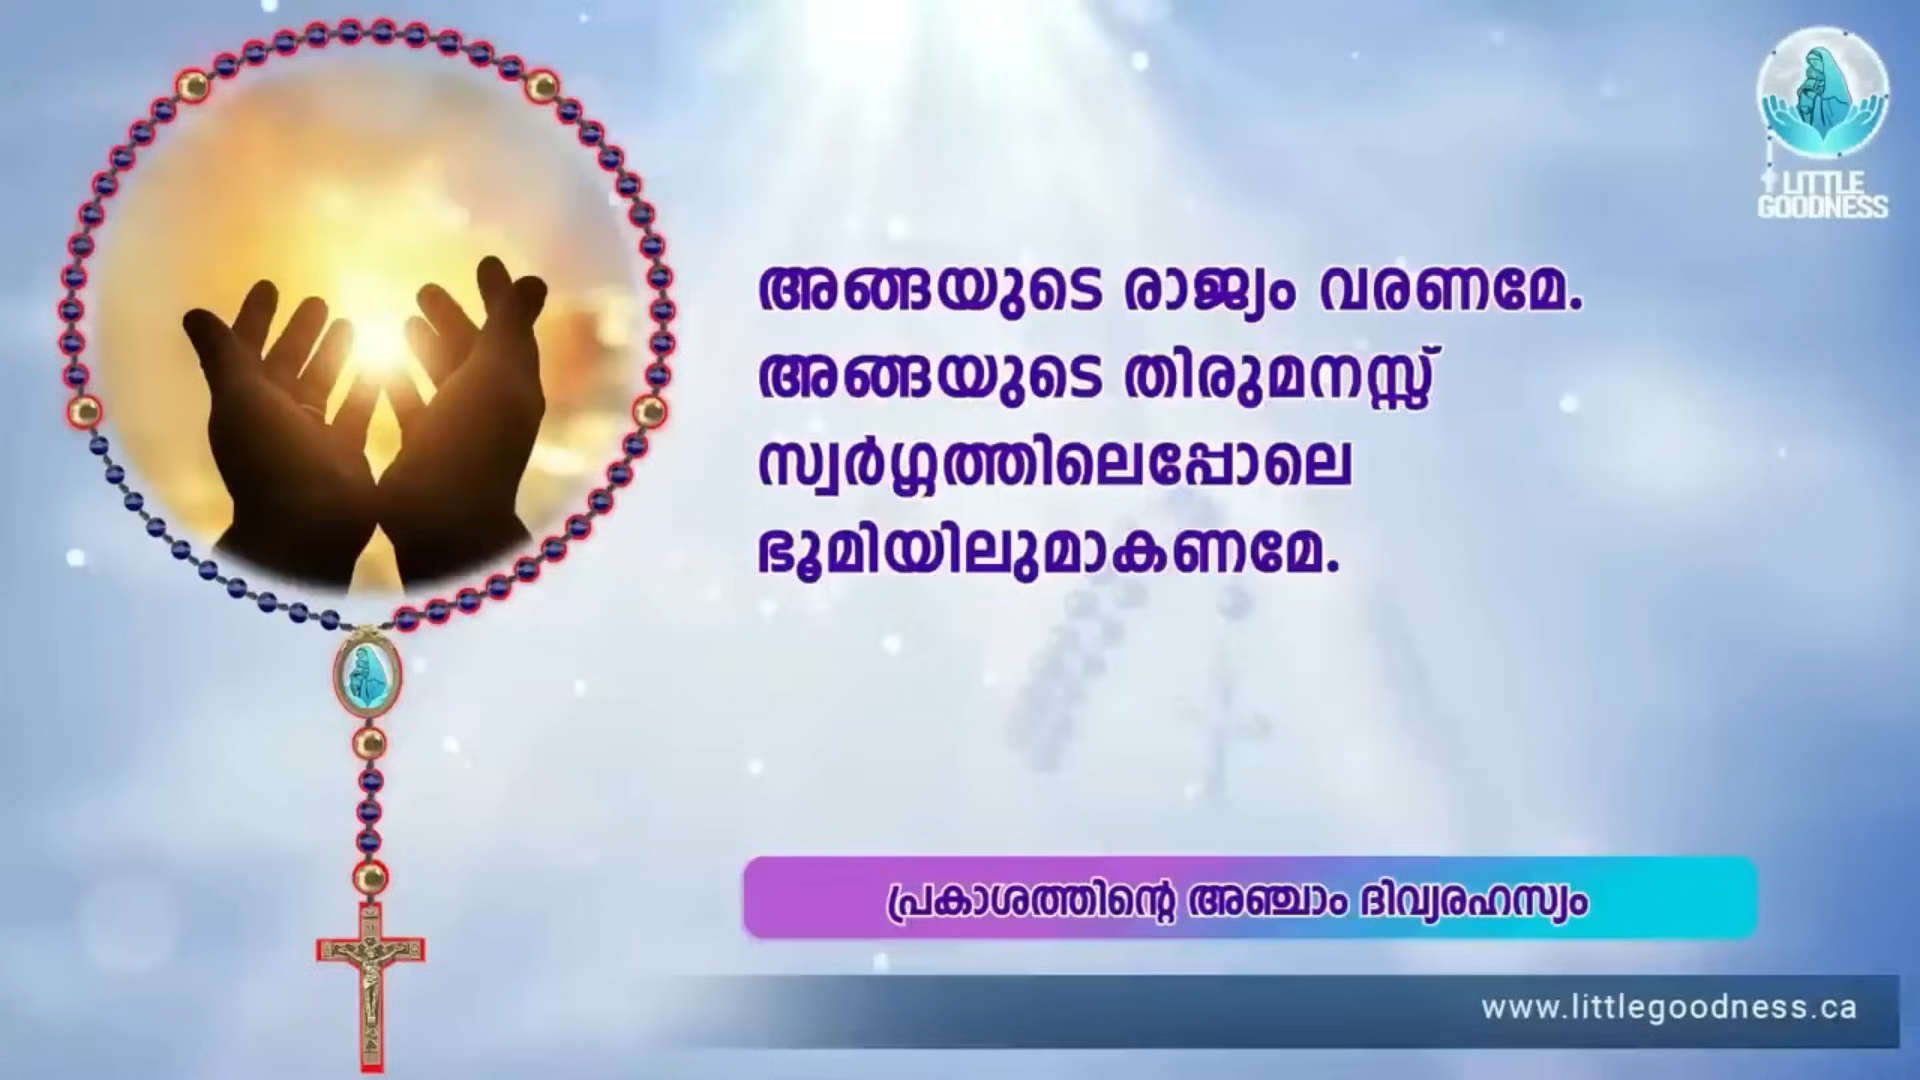 LITTLE
GOODNESS
അങ്ങയുടെ രാജ്യം വരണമേ.
അങ്ങയുടെ തിരുമനസ്സ്
സ്വർഗ്ഗത്തിലെപ്പോലെ
ഭൂമിയിലുമാകണമേ.
പ്രകാശത്തിന്റെ അഞ്ചാം ദിവ്യരഹസ്യം
www.littlegoodness.ca